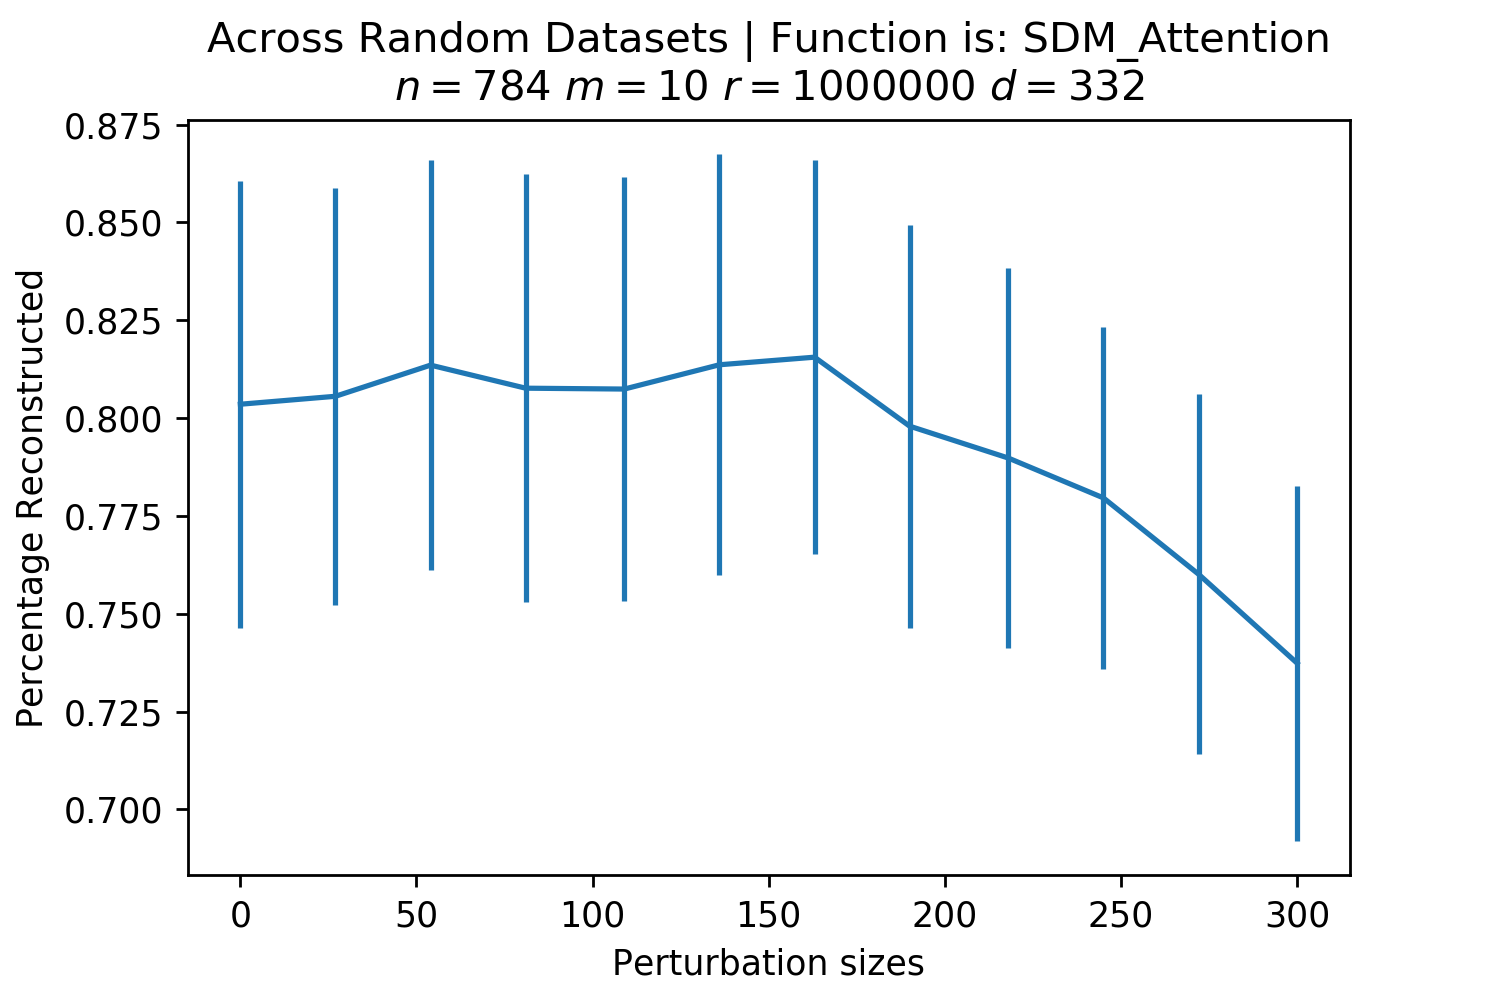 Across Random Datasets | Function is: SDM_Attention
n = 784 m = 10 r = 1000000 d = 332
0.875
0.850
0.825
0.800
0.775
0.750
0.725
0.700
Percentage Reconstructed
0 50 100 150 200 250 300
Perturbation sizes